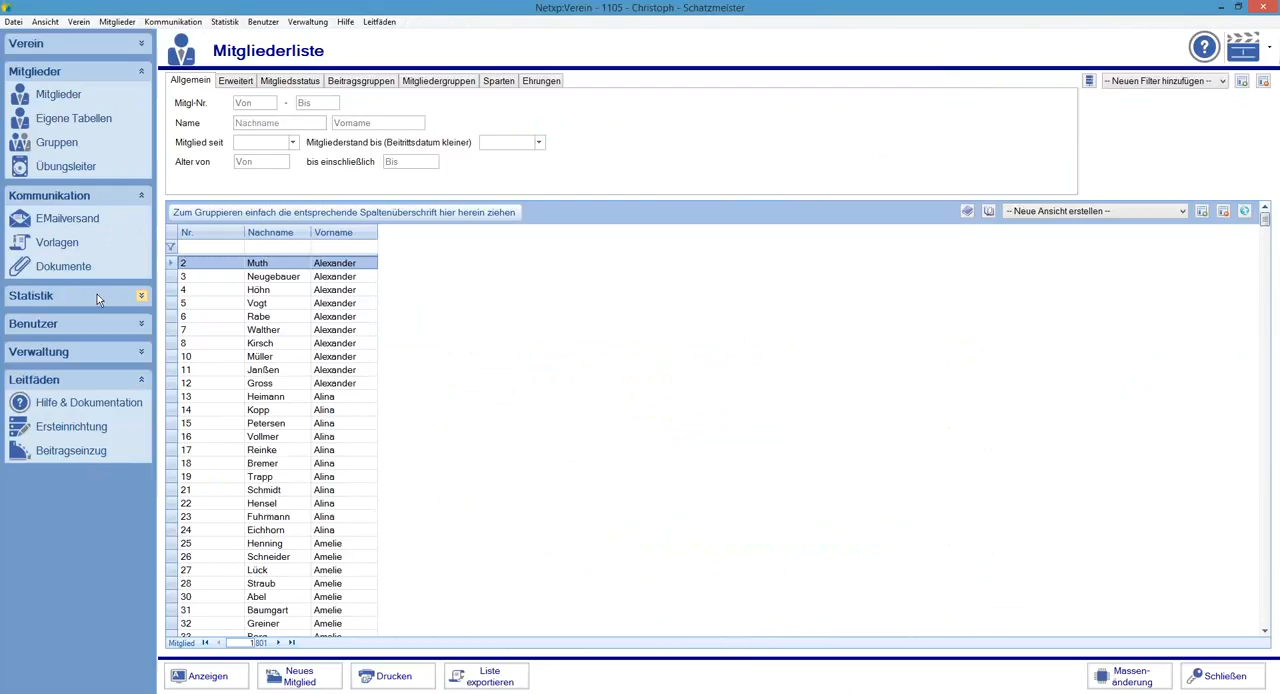 Netxp:Verein - 1105 - Christoph - Schatzmeister
Datei Ansicht Verein Mitglieder Kommunikation Statistik Benutzer Verwaltung Hilfe Leitfäden
Verein
Mitglieder
Mitglieder
Eigene Tabellen
Gruppen
Übungsleiter
Kommunikation
EMailversand
Vorlagen
Dokumente
Statistik
Benutzer
Verwaltung
Leitfäden
Hilfe & Dokumentation
Ersteinrichtung
Beitragseinzug
Mitgliederliste
Allgemein Erweitert Mitgliedsstatus Beitragsgruppen Mitgliedergruppen Sparten Ehrungen
-- Neuen Filter hinzufügen --
Mitgl-Nr. Von - Bis
Name Nachname Vorname
Mitglied seit Mitgliederstand bis (Beitrittsdatum kleiner)
Alter von Von bis einschließlich Bis
Zum Gruppieren einfach die entsprechende Spaltenüberschrift hier herein ziehen
-- Neue Ansicht erstellen --
Nr. Nachname Vorname
2 Muth Alexander
3 Neugebauer Alexander
4 Höhn Alexander
5 Vogt Alexander
6 Rabe Alexander
7 Walther Alexander
8 Kirsch Alexander
10 Müller Alexander
11 Janßen Alexander
12 Gross Alexander
13 Heimann Alina
14 Kopp Alina
15 Petersen Alina
16 Vollmer Alina
17 Reinke Alina
18 Bremer Alina
19 Trapp Alina
21 Schmidt Alina
22 Hensel Alina
23 Fuhrmann Alina
24 Eichhorn Alina
25 Henning Amelie
26 Schneider Amelie
27 Lück Amelie
28 Straub Amelie
30 Abel Amelie
31 Baumgart Amelie
32 Greiner Amelie
Mitglied 1|801
Anzeigen
Neues
Mitglied
Drucken
Liste
exportieren
Massen-
änderung
Schließen